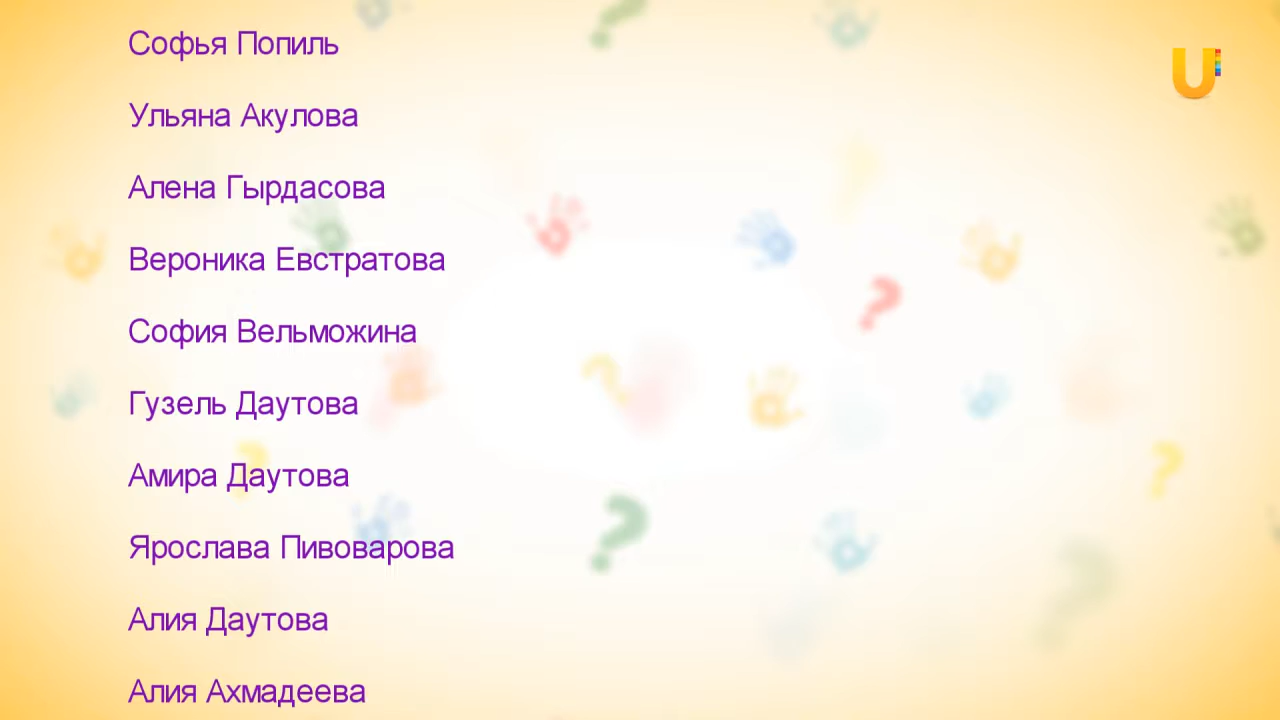 Софья Попиль
U
Ульяна Акулова
Алена Гырдасова
Вероника Евстратова
София Вельможина
Гузель Даутова
Амира Даутова
Ярослава Пивоварова
Алия Даутова
Алия Ахмадеева